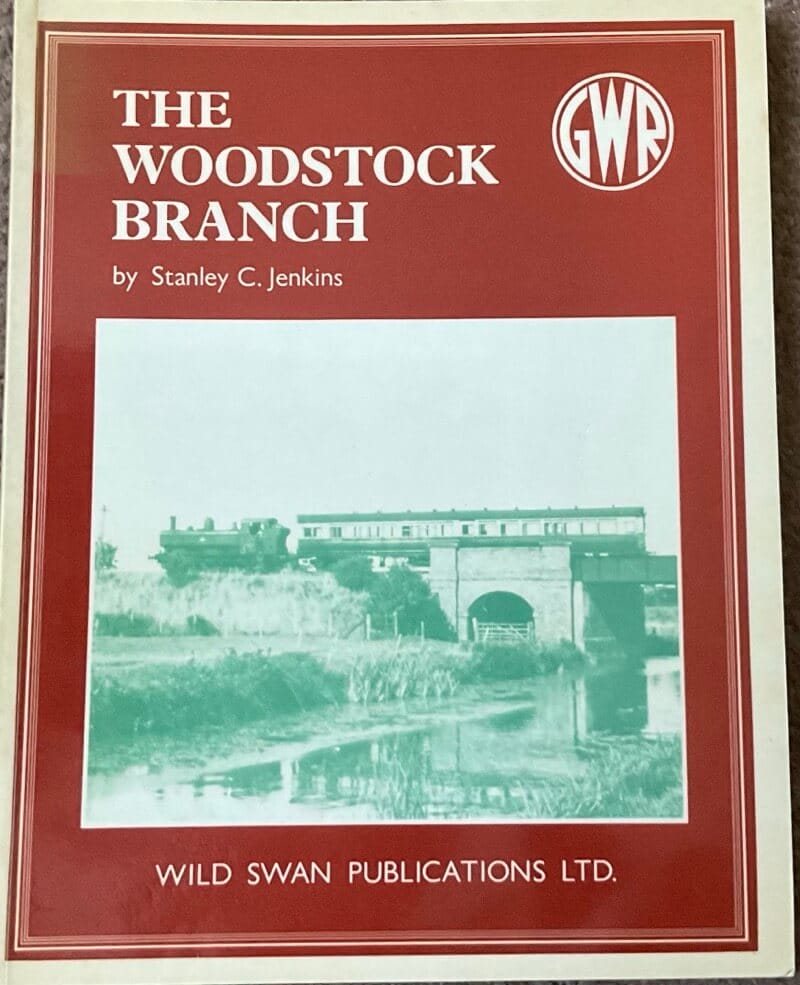 THE
WOODSTOCK
BRANCH
GWR
by Stanley C. Jenkins
WILD SWAN PUBLICATIONS LTD.